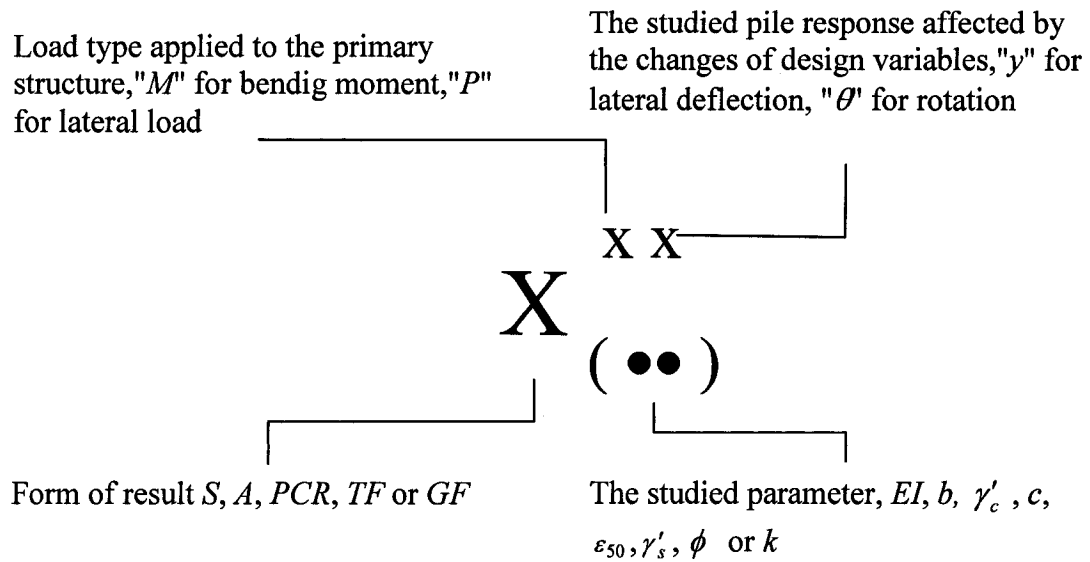 Load type applied to the primary
structure,"M" for bendig moment,"P"
for lateral load
The studied pile response affected by
the changes of design variables,"y" for
lateral deflection, "θ" for rotation
X X
X
( ●● )
Form of result S, A, PCR, TF or GF
The studied parameter, EI, b, γ′c , c,
ε50, γ′s, ϕ or k